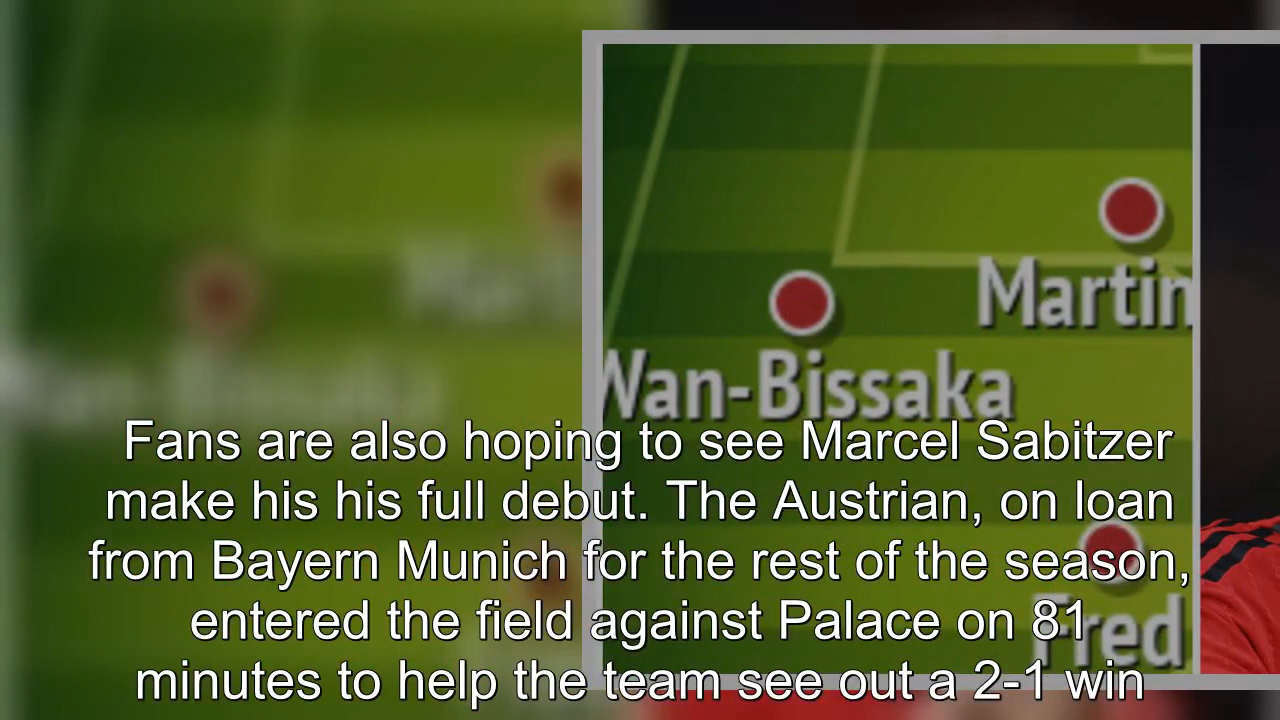 Martin
Wan-Bissaka
Fred
Fans are also hoping to see Marcel Sabitzer
make his his full debut. The Austrian, on loan
from Bayern Munich for the rest of the season,
entered the field against Palace on 81
minutes to help the team see out a 2-1 win